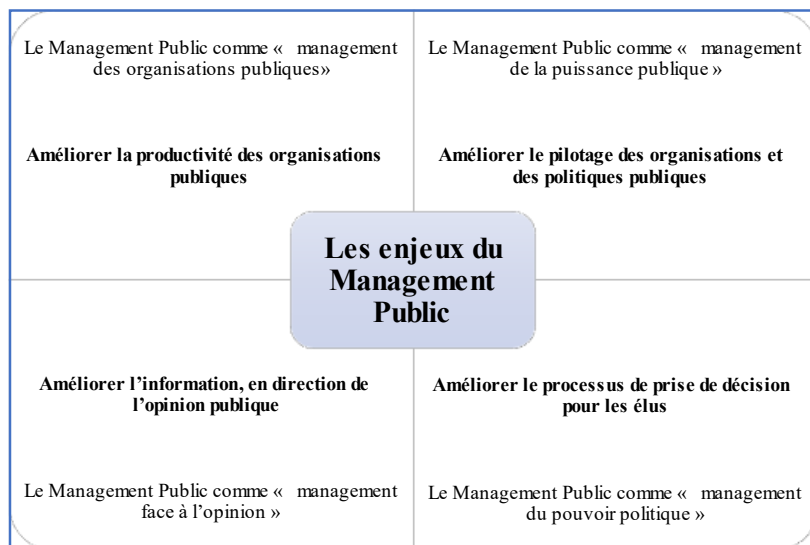 Le Management Public comme « management
des organisations publiques»
Améliorer la productivité des organisations
publiques
Le Management Public comme « management
de la puissance publique »
Améliorer le pilotage des organisations et
des politiques publiques
Les enjeux du
Management
Public
Améliorer l’information, en direction de
l’opinion publique
Le Management Public comme « management
face à l’opinion »
Améliorer le processus de prise de décision
pour les élus
Le Management Public comme « management
du pouvoir politique »